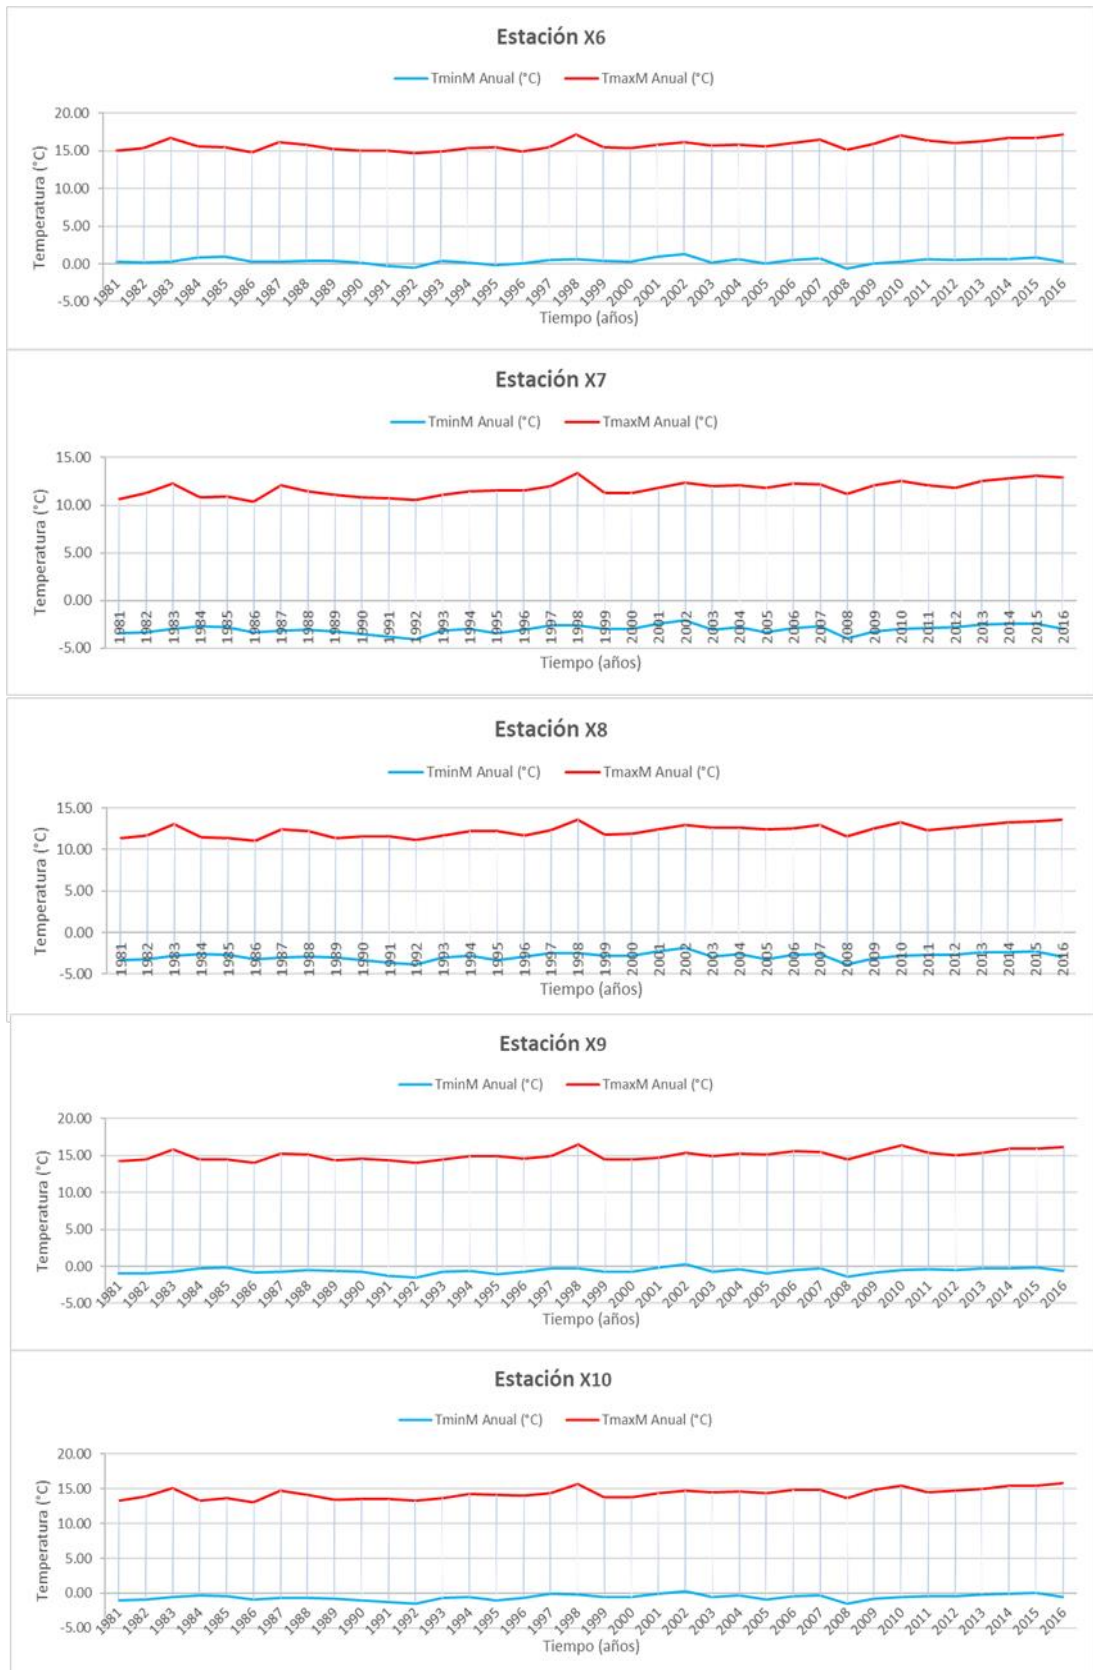 Estación X6
TminM Anual (°C) TmaxM Anual (°C)
Temperatura (°C)
20.00
15.00
10.00
5.00
0.00
-5.00
1981 1982 1983 1984 1985 1986 1987 1988 1989 1990 1991 1992 1993 1994 1995 1996 1997 1998 1999 2000 2001 2002 2003 2004 2005 2006 2007 2008 2009 2010 2011 2012 2013 2014 2015 2016
Tiempo (años)
Estación X7
TminM Anual (°C) TmaxM Anual (°C)
Temperatura (°C)
15.00
10.00
5.00
0.00
-5.00
1981 1982 1983 1984 1985 1986 1987 1988 1989 1990 1991 1992 1993 1994 1995 1996 1997 1998 1999 2000 2001 2002 2003 2004 2005 2006 2007 2008 2009 2010 2011 2012 2013 2014 2015 2016
Tiempo (años)
Estación X8
TminM Anual (°C) TmaxM Anual (°C)
Temperatura (°C)
15.00
10.00
5.00
0.00
-5.00
1981 1982 1983 1984 1985 1986 1987 1988 1989 1990 1991 1992 1993 1994 1995 1996 1997 1998 1999 2000 2001 2002 2003 2004 2005 2006 2007 2008 2009 2010 2011 2012 2013 2014 2015 2016
Tiempo (años)
Estación X9
TminM Anual (°C) TmaxM Anual (°C)
Temperatura (°C)
20.00
15.00
10.00
5.00
0.00
-5.00
1981 1982 1983 1984 1985 1986 1987 1988 1989 1990 1991 1992 1993 1994 1995 1996 1997 1998 1999 2000 2001 2002 2003 2004 2005 2006 2007 2008 2009 2010 2011 2012 2013 2014 2015 2016
Tiempo (años)
Estación X10
TminM Anual (°C) TmaxM Anual (°C)
Temperatura (°C)
20.00
15.00
10.00
5.00
0.00
-5.00
1981 1982 1983 1984 1985 1986 1987 1988 1989 1990 1991 1992 1993 1994 1995 1996 1997 1998 1999 2000 2001 2002 2003 2004 2005 2006 2007 2008 2009 2010 2011 2012 2013 2014 2015 2016
Tiempo (años)